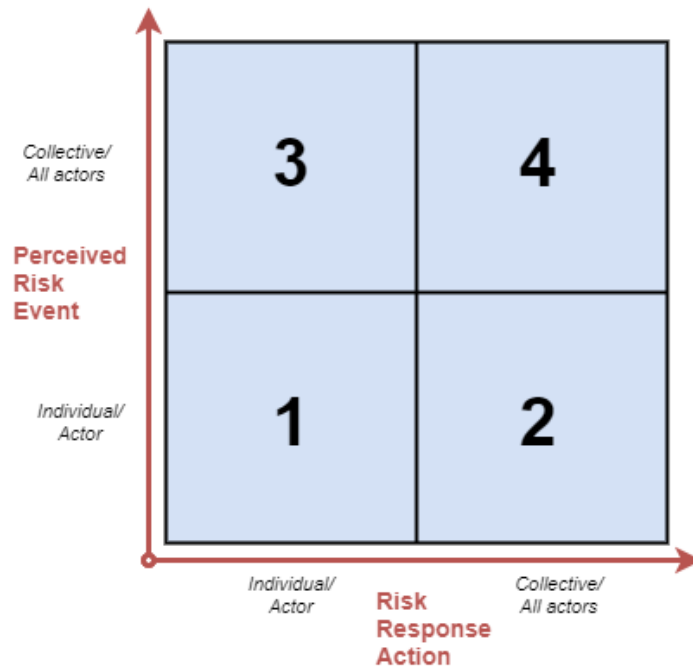 Collective/
All actors
3
4
Perceived
Risk
Event
Individual/
Actor
1
2
Individual/
Actor
Collective/
All actors
Risk
Response
Action